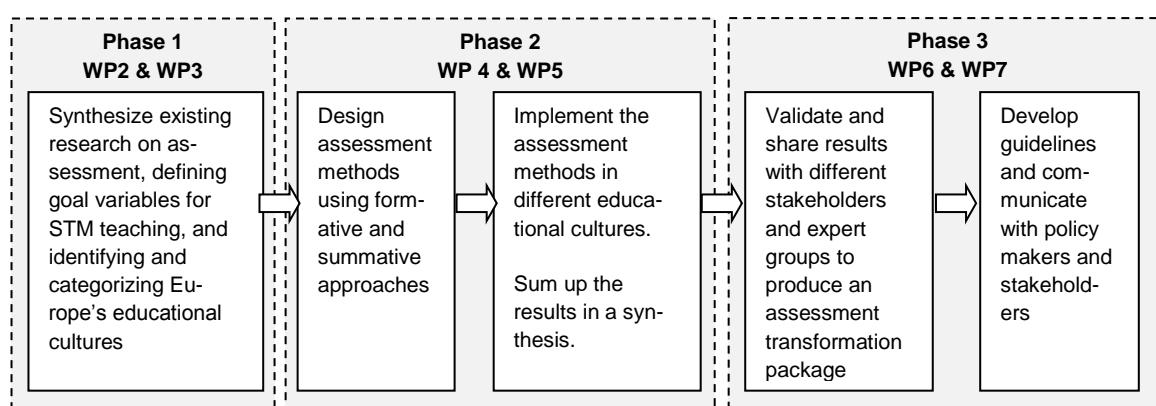 Phase 1
WP2 & WP3
Synthesize existing
research on as-
sessment, defining
goal variables for
STM teaching, and
identifying and
categorizing Eu-
rope's educational
cultures
Phase 2
WP 4 & WP5
Design
assessment
methods
using form-
ative and
summative
approaches
Implement the
assessment
methods in
different educa-
tional cultures.
Sum up the
results in a syn-
thesis.
Phase 3
WP6 & WP7
Validate and
share results
with different
stakeholders
and expert
groups to
produce an
assessment
transformation
package
Develop
guidelines
and com-
municate
with policy
makers and
stakehold-
ers